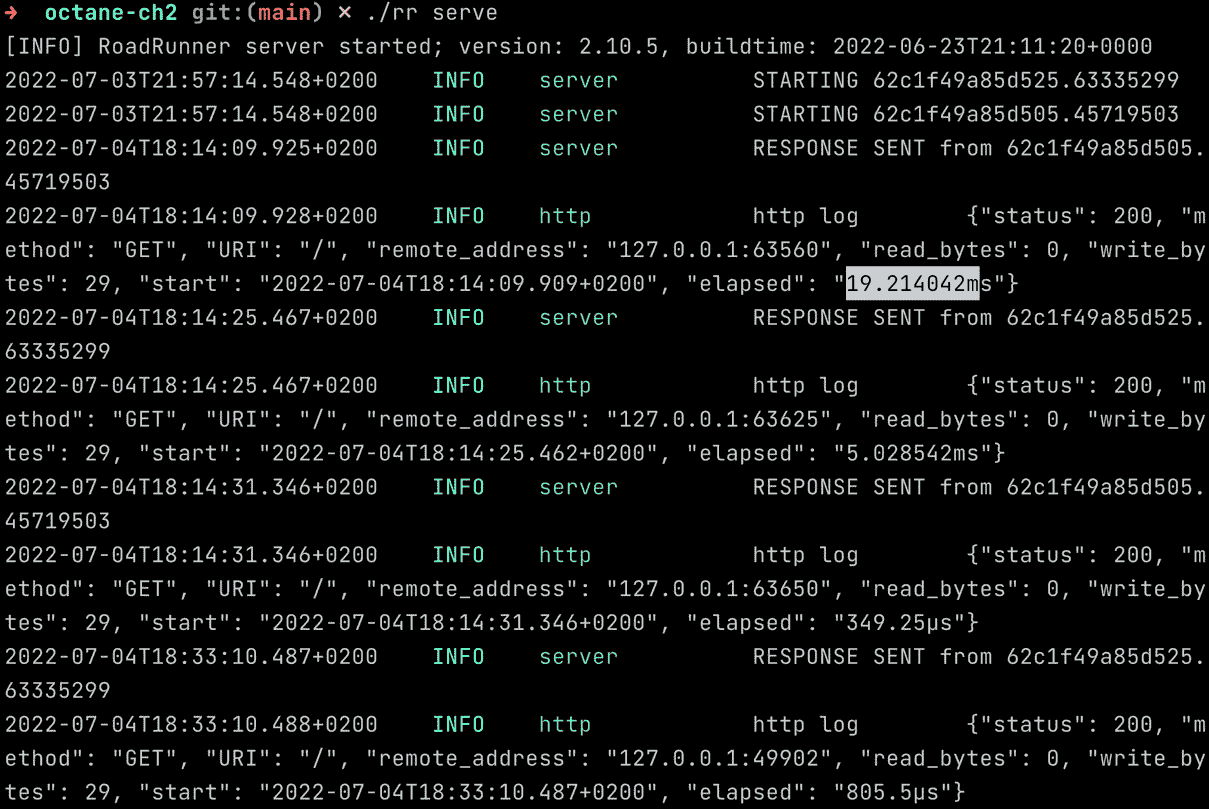 ➜ octane-ch2 git:(main) × ./rr serve
[INFO] RoadRunner server started; version: 2.10.5, buildtime: 2022-06-23T21:11:20+0000
2022-07-03T21:57:14.548+0200 INFO server STARTING 62c1f49a85d525.63335299
2022-07-03T21:57:14.548+0200 INFO server STARTING 62c1f49a85d505.45719503
2022-07-04T18:14:09.925+0200 INFO server RESPONSE SENT from 62c1f49a85d505.
45719503
2022-07-04T18:14:09.928+0200 INFO http http log {"status": 200, "m
ethod": "GET", "URI": "/", "remote_address": "127.0.0.1:63560", "read_bytes": 0, "write_by
tes": 29, "start": "2022-07-04T18:14:09.909+0200", "elapsed": "19.214042ms"}
2022-07-04T18:14:25.467+0200 INFO server RESPONSE SENT from 62c1f49a85d525.
63335299
2022-07-04T18:14:25.467+0200 INFO http http log {"status": 200, "m
ethod": "GET", "URI": "/", "remote_address": "127.0.0.1:63625", "read_bytes": 0, "write_by
tes": 29, "start": "2022-07-04T18:14:25.462+0200", "elapsed": "5.028542ms"}
2022-07-04T18:14:31.346+0200 INFO server RESPONSE SENT from 62c1f49a85d505.
45719503
2022-07-04T18:14:31.346+0200 INFO http http log {"status": 200, "m
ethod": "GET", "URI": "/", "remote_address": "127.0.0.1:63650", "read_bytes": 0, "write_by
tes": 29, "start": "2022-07-04T18:14:31.346+0200", "elapsed": "349.25µs"}
2022-07-04T18:33:10.487+0200 INFO server RESPONSE SENT from 62c1f49a85d525.
63335299
2022-07-04T18:33:10.488+0200 INFO http http log {"status": 200, "m
ethod": "GET", "URI": "/", "remote_address": "127.0.0.1:49902", "read_bytes": 0, "write_by
tes": 29, "start": "2022-07-04T18:33:10.487+0200", "elapsed": "805.5µs"}